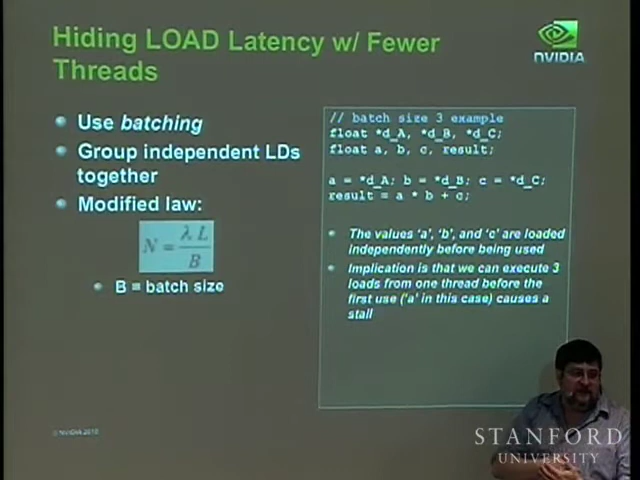 Hiding LOAD Latency w/ Fewer
Threads
NVIDIA
Use batching
Group independent LDs
together
Modified law:
N = λ L / B
B = batch size
// batch size 3 example
float *d_A, *d_B, *d_C;
float a, b, c, result;
a = *d_A; b = *d_B; c = *d_C;
result = a * b + c;
The values 'a', 'b', and 'c' are loaded
independently before being used
Implication is that we can execute 3
loads from one thread before the
first use ('a' in this case) causes a
stall
© NVIDIA 2010
STANFORD
UNIVERSITY